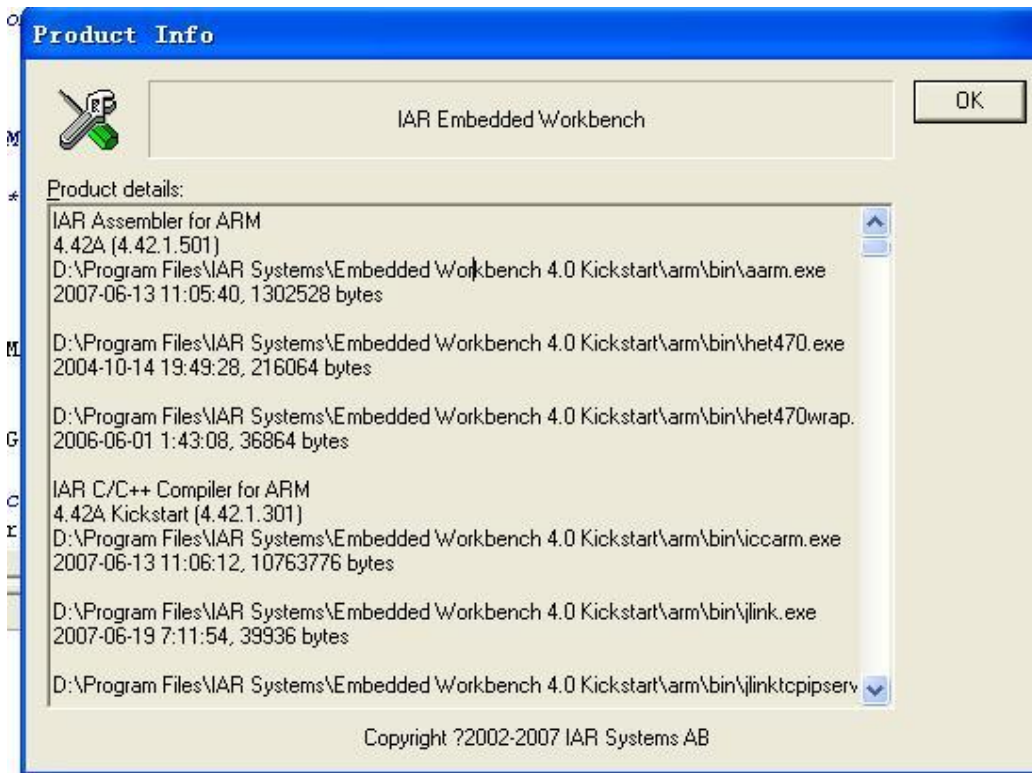 Product Info
OK
IAR Embedded Workbench
Product details:
IAR Assembler for ARM
4.42A (4.42.1.501)
D:\Program Files\IAR Systems\Embedded Workbench 4.0 Kickstart\arm\bin\aarm.exe
2007-06-13 11:05:40, 1302528 bytes
D:\Program Files\IAR Systems\Embedded Workbench 4.0 Kickstart\arm\bin\het470.exe
2004-10-14 19:49:28, 216064 bytes
D:\Program Files\IAR Systems\Embedded Workbench 4.0 Kickstart\arm\bin\het470wrap.
2006-06-01 1:43:08, 36864 bytes
IAR C/C++ Compiler for ARM
4.42A Kickstart (4.42.1.301)
D:\Program Files\IAR Systems\Embedded Workbench 4.0 Kickstart\arm\bin\iccarm.exe
2007-06-13 11:06:12, 10763776 bytes
D:\Program Files\IAR Systems\Embedded Workbench 4.0 Kickstart\arm\bin\jlink.exe
2007-06-19 7:11:54, 39936 bytes
D:\Program Files\IAR Systems\Embedded Workbench 4.0 Kickstart\arm\bin\jlinktcpipserv
Copyright ?2002-2007 IAR Systems AB